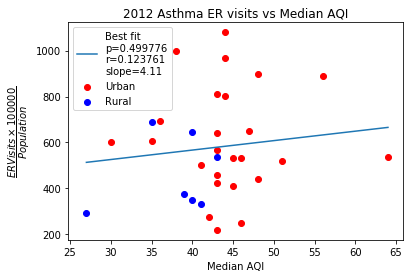 2012 Asthma ER visits vs Median AQI
Best fit
p=0.499776
r=0.123761
slope=4.11
Urban
Rural
1000
800
600
400
200
ERVisits × 100000
Population
25 30 35 40 45 50 55 60 65
Median AQI